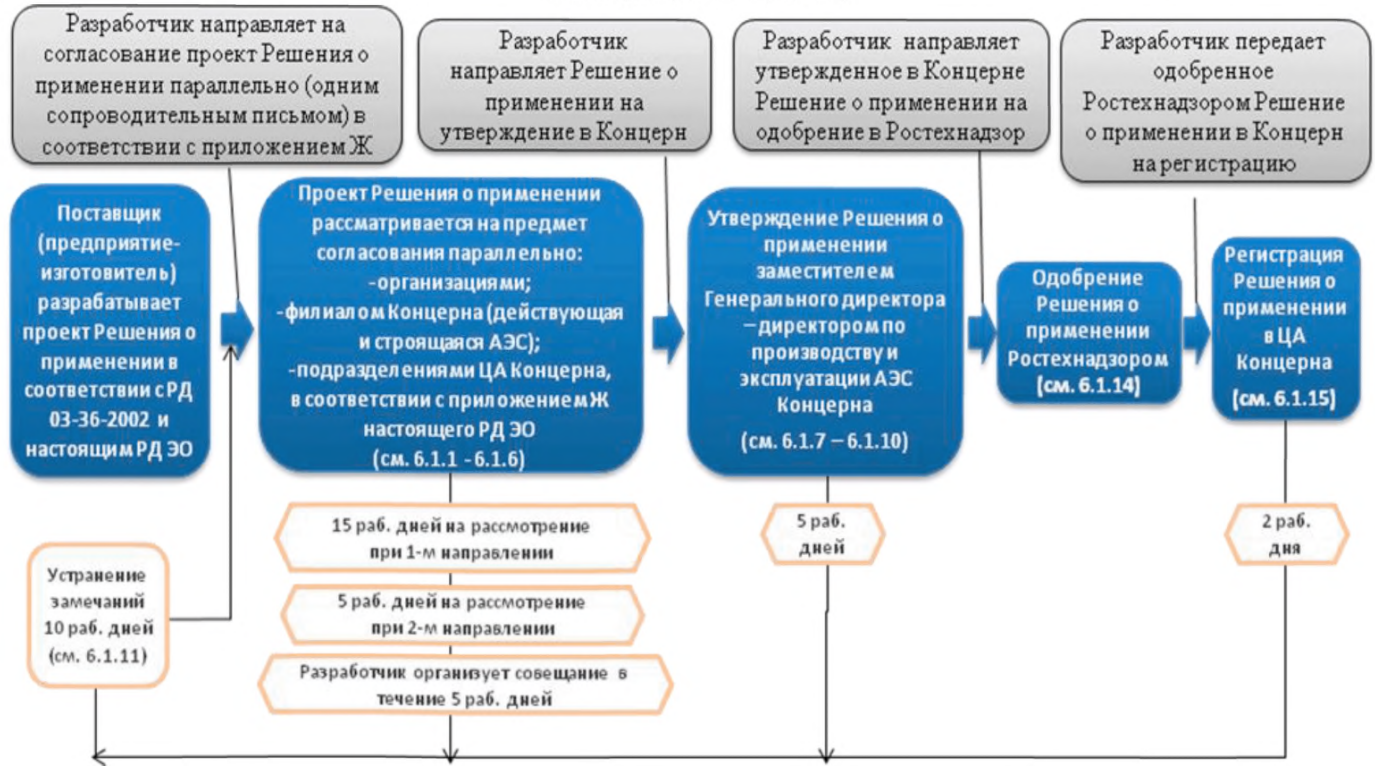 Разработчик направляет на
согласование проект Решения о
применении параллельно (одним
сопроводительным письмом) в
соответствии с приложением Ж
Разработчик
направляет Решение о
применении на
утверждение в Концерн
Разработчик направляет
утвержденное в Концерне
Решение о применении на
одобрение в Ростехнадзор
Разработчик передает
одобренное
Ростехнадзором Решение
о применении в Концерн
на регистрацию
Поставщик
(предприятие-
изготовитель)
разрабатывает
проект Решения о
применении в
соответствии с РД
03-36-2002 и
настоящим РД ЭО
Проект Решения о применении
рассматривается на предмет
согласования параллельно:
-организациями;
-филиалом Концерна (действующая
и строящаяся АЭС);
-подразделениями ЦА Концерна,
в соответствии с приложением Ж
настоящего РД ЭО
(см. 6.1.1 - 6.1.6)
Утверждение Решения о
применении
заместителем
Генерального директора
– директором по
производству и
эксплуатации АЭС
Концерна
(см. 6.1.7 – 6.1.10)
Одобрение
Решения о
применении
Ростехнадзором
(см. 6.1.14)
Регистрация
Решения о
применении
в ЦА
Концерна
(см. 6.1.15)
Устранение
замечаний
10 раб. дней
(см. 6.1.11)
15 раб. дней на рассмотрение
при 1-м направлении
5 раб. дней на рассмотрение
при 2-м направлении
Разработчик организует совещание в
течение 5 раб. дней
5 раб.
дней
2 раб.
дня